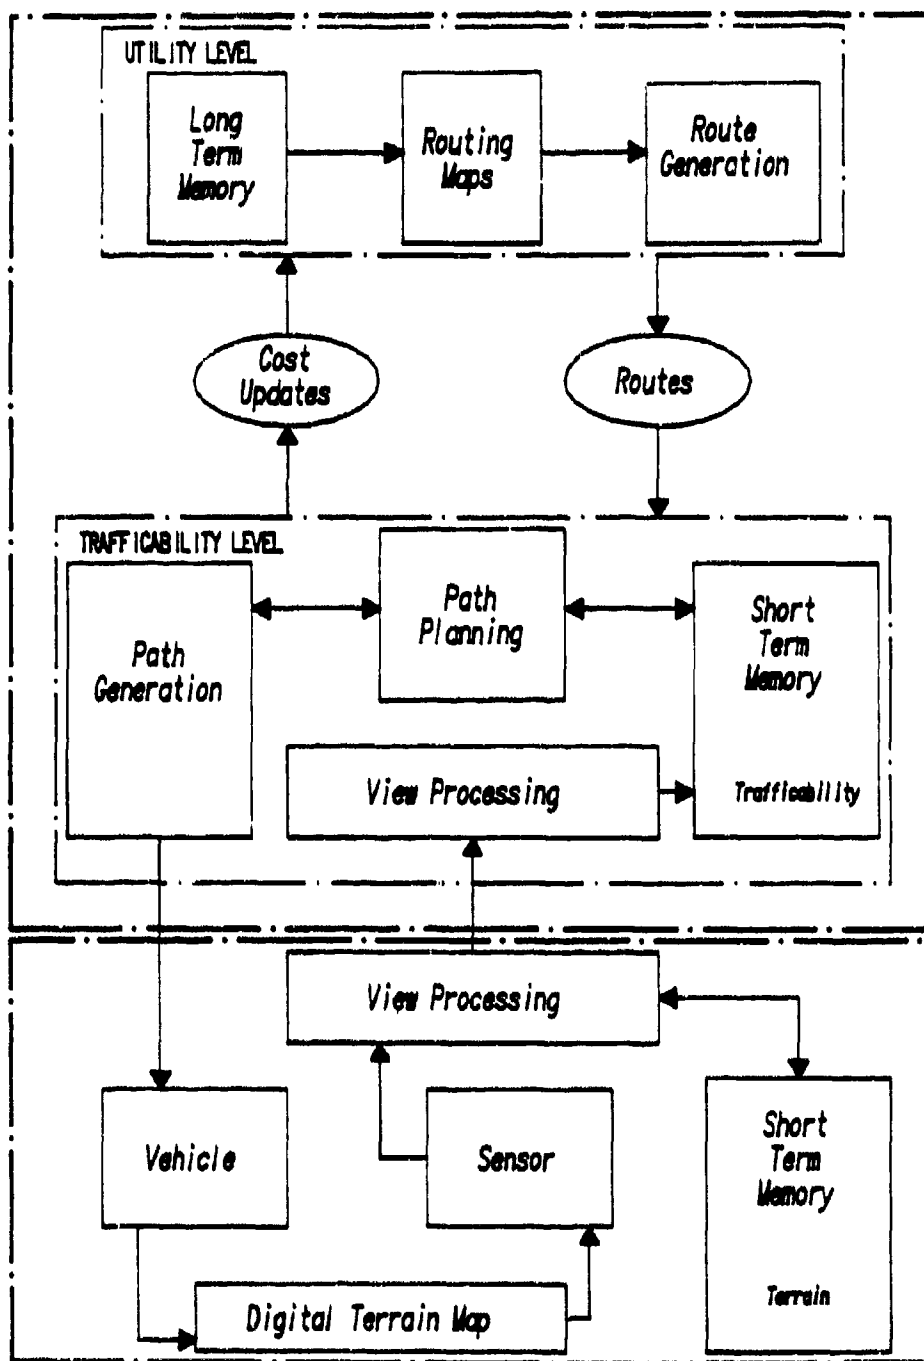 UTILITY LEVEL
Long
Term
Memory
Routing
Maps
Route
Generation
Cost
Updates
Routes
TRAFFICABILITY LEVEL
Path
Generation
Path
Planning
Short
Term
Memory
Trafficability
View Processing
View Processing
Vehicle
Sensor
Short
Term
Memory
Terrain
Digital Terrain Map